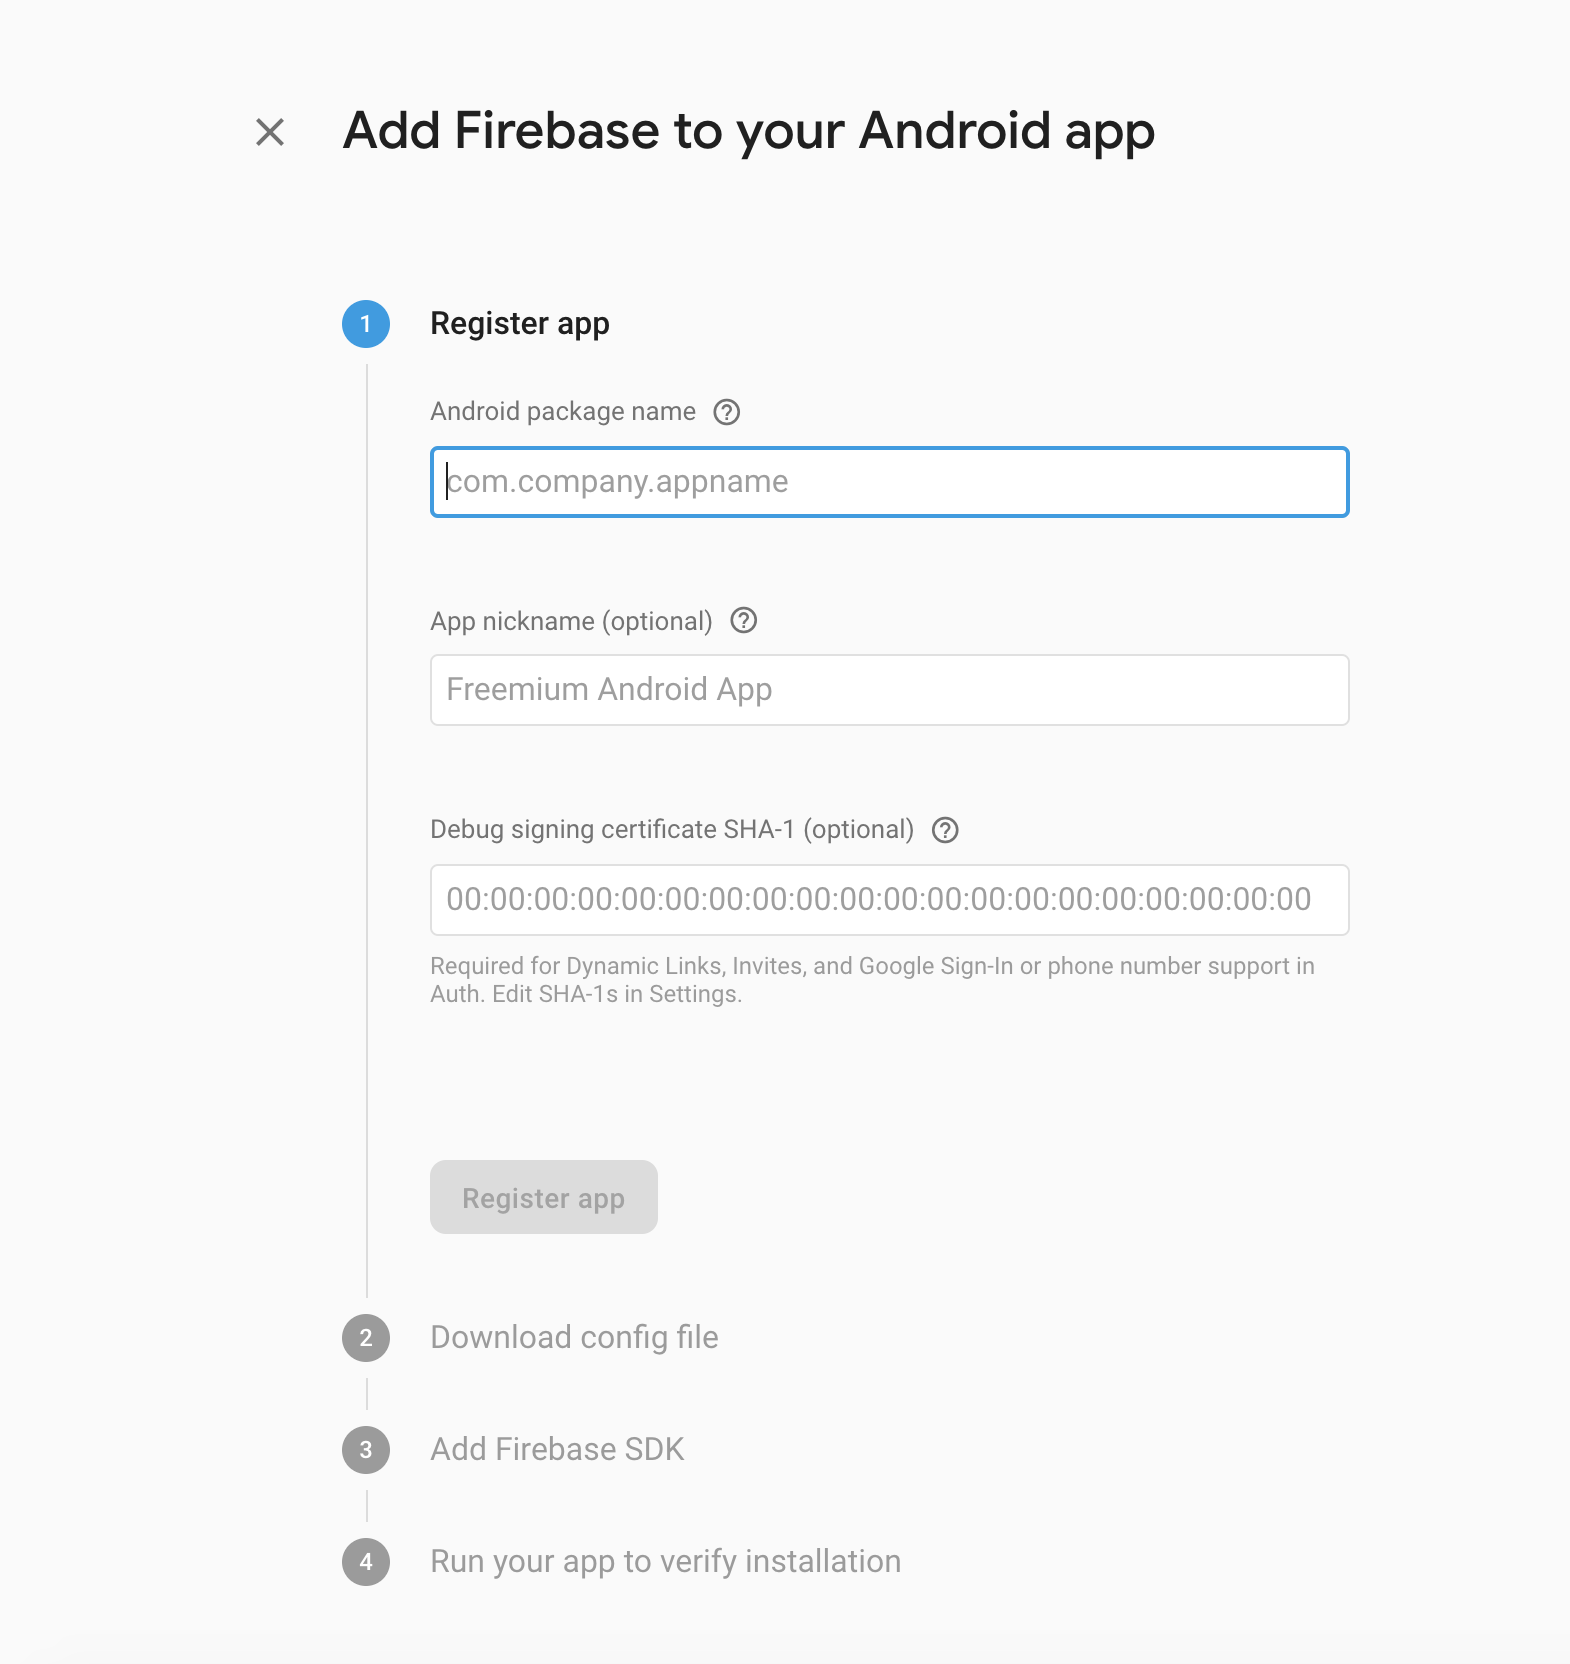 Add Firebase to your Android app
1 Register app
Android package name
com.company.appname
App nickname (optional)
Freemium Android App
Debug signing certificate SHA-1 (optional)
00:00:00:00:00:00:00:00:00:00:00:00:00:00:00:00:00:00:00:00
Required for Dynamic Links, Invites, and Google Sign-In or phone number support in
Auth. Edit SHA-1s in Settings.
Register app
2 Download config file
3 Add Firebase SDK
4 Run your app to verify installation